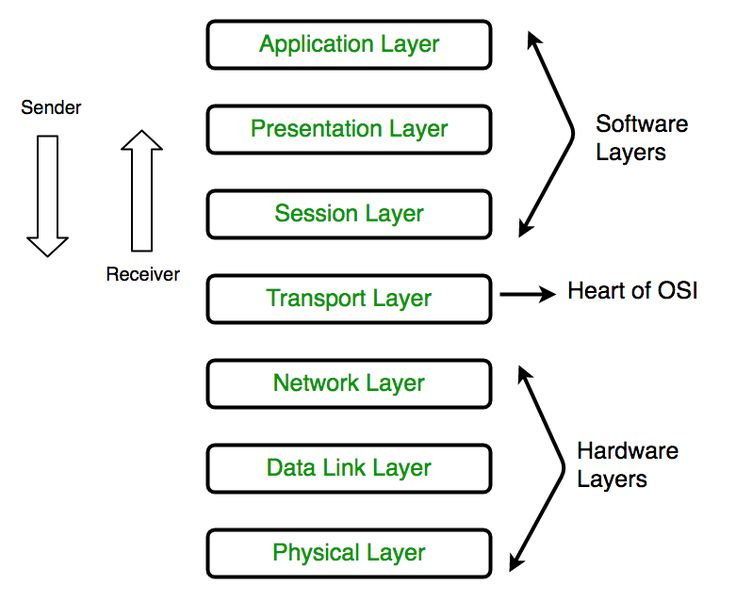 Application Layer
Sender
Presentation Layer
Software
Layers
Session Layer
Receiver
Transport Layer
Heart of OSI
Network Layer
Data Link Layer
Hardware
Layers
Physical Layer